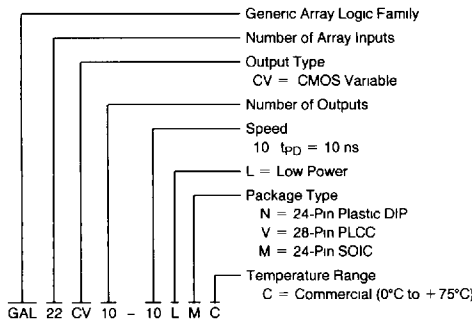 Generic Array Logic Family
Number of Array Inputs
Output Type
CV = CMOS Variable
Number of Outputs
Speed
10 tPD = 10 ns
L = Low Power
Package Type
N = 24-Pin Plastic DIP
V = 28-Pin PLCC
M = 24-Pin SOIC
Temperature Range
C = Commercial (0°C to +75°C)
GAL 22 CV 10 - 10 L M C